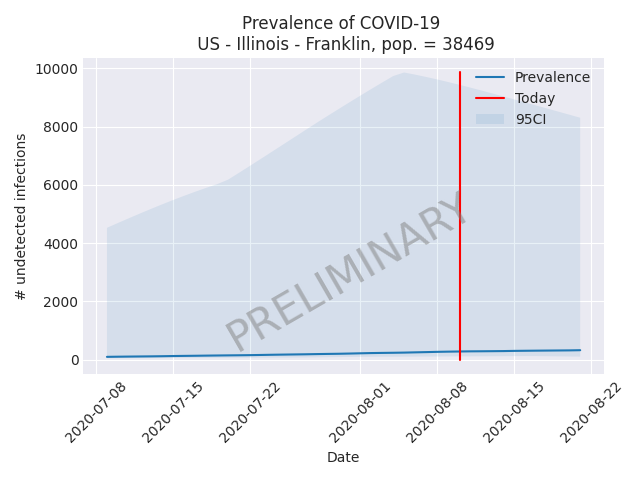 Prevalence of COVID-19
US - Illinois - Franklin, pop. = 38469
# undetected infections
10000
8000
6000
4000
2000
0
Prevalence
Today
95CI
PRELIMINARY
2020-07-08
2020-07-15
2020-07-22
2020-08-01
2020-08-08
2020-08-15
2020-08-22
Date